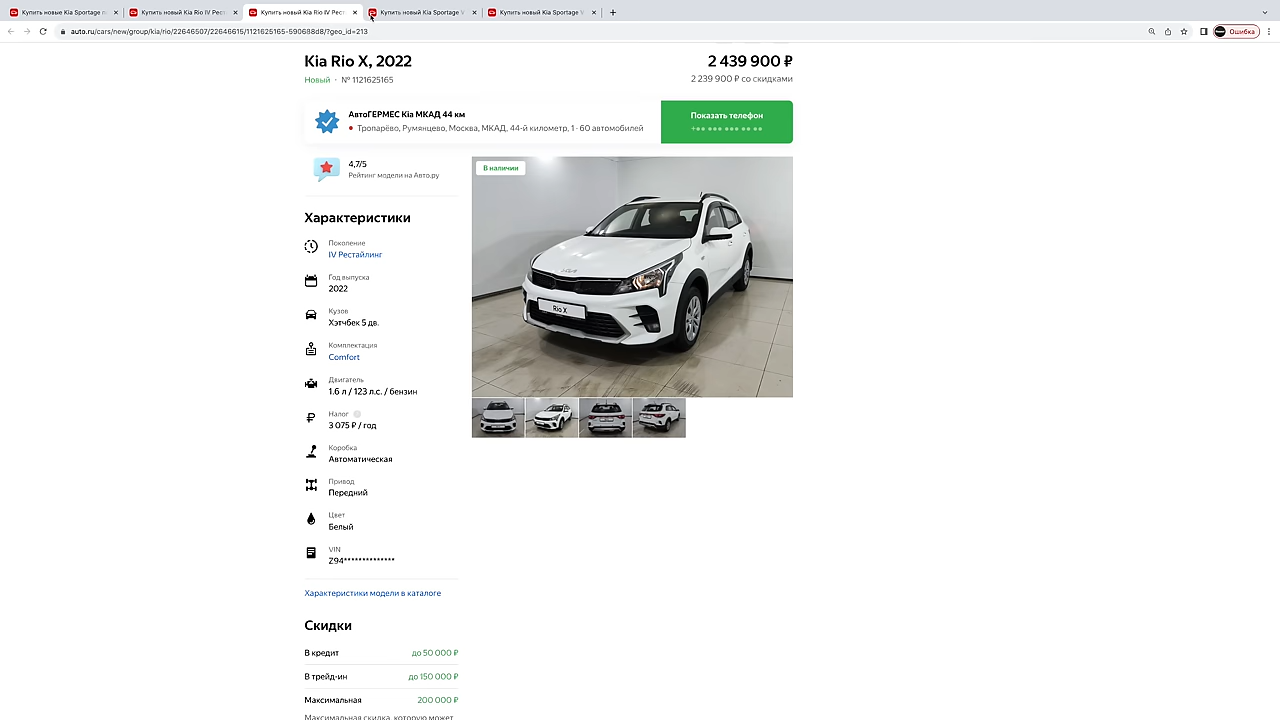 Купить новые Kia Sportage п
Купить новый Kia Rio IV Рес
Купить новый Kia Rio IV Рес
Купить новый Kia Sportage V
Купить новый Kia Sportage V
auto.ru/cars/new/group/kia/rio/22646507/22646615/1121625165-590688d8/?geo_id=213
Ошибка
Kia Rio X, 2022
2 439 900 ₽
Новый · № 1121625165
2 239 900 ₽ со скидками
АвтоГЕРМЕС Kia МКАД 44 км
Тропарёво, Румянцево, Москва, МКАД, 44-й километр, 1 · 60 автомобилей
Показать телефон
+•• ••• ••• •• ••
4,7/5
Рейтинг модели на Авто.ру
В наличии
Rio X
Характеристики
Поколение
IV Рестайлинг
Год выпуска
2022
Кузов
Хэтчбек 5 дв.
Комплектация
Comfort
Двигатель
1.6 л / 123 л.с. / бензин
Налог
3 075 ₽ / год
Коробка
Автоматическая
Привод
Передний
Цвет
Белый
VIN
Z94**************
Характеристики модели в каталоге
Скидки
В кредит до 50 000 ₽
В трейд-ин до 150 000 ₽
Максимальная 200 000 ₽
Максимальная скидка, которую может